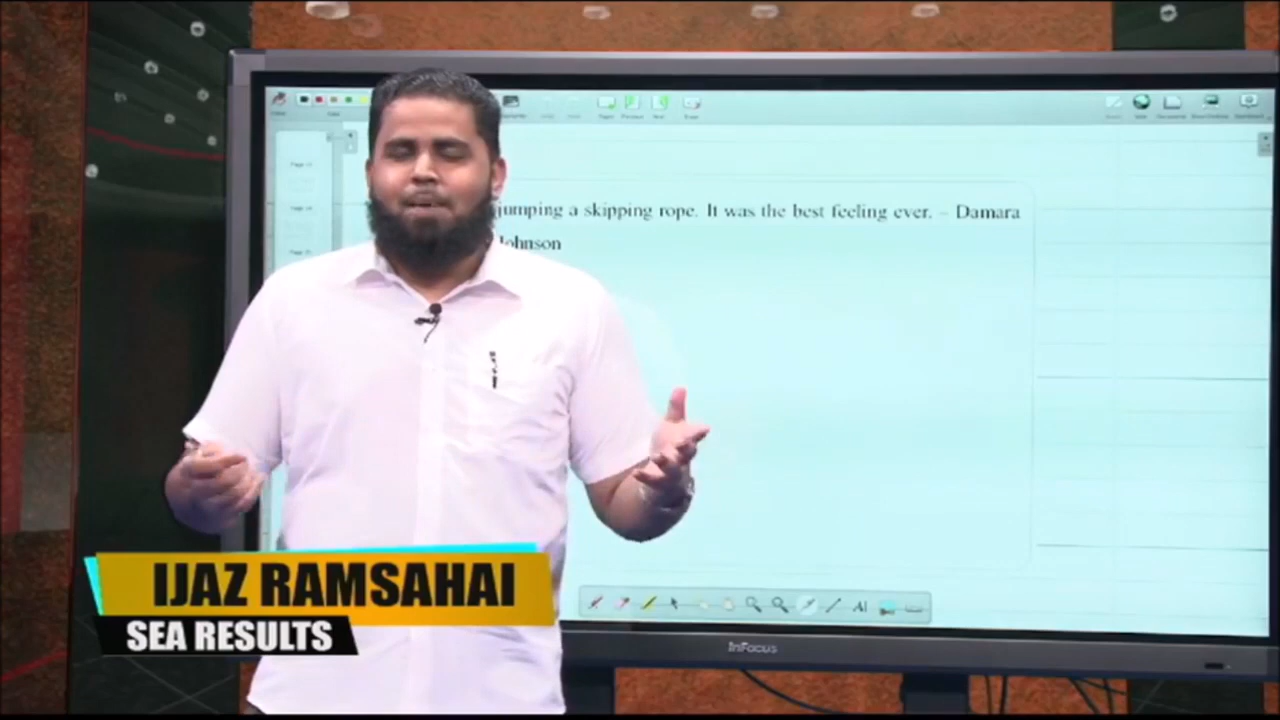 jumping a skipping rope. It was the best feeling ever. – Damara
Johnson
IJAZ RAMSAHAI
SEA RESULTS
InFocus